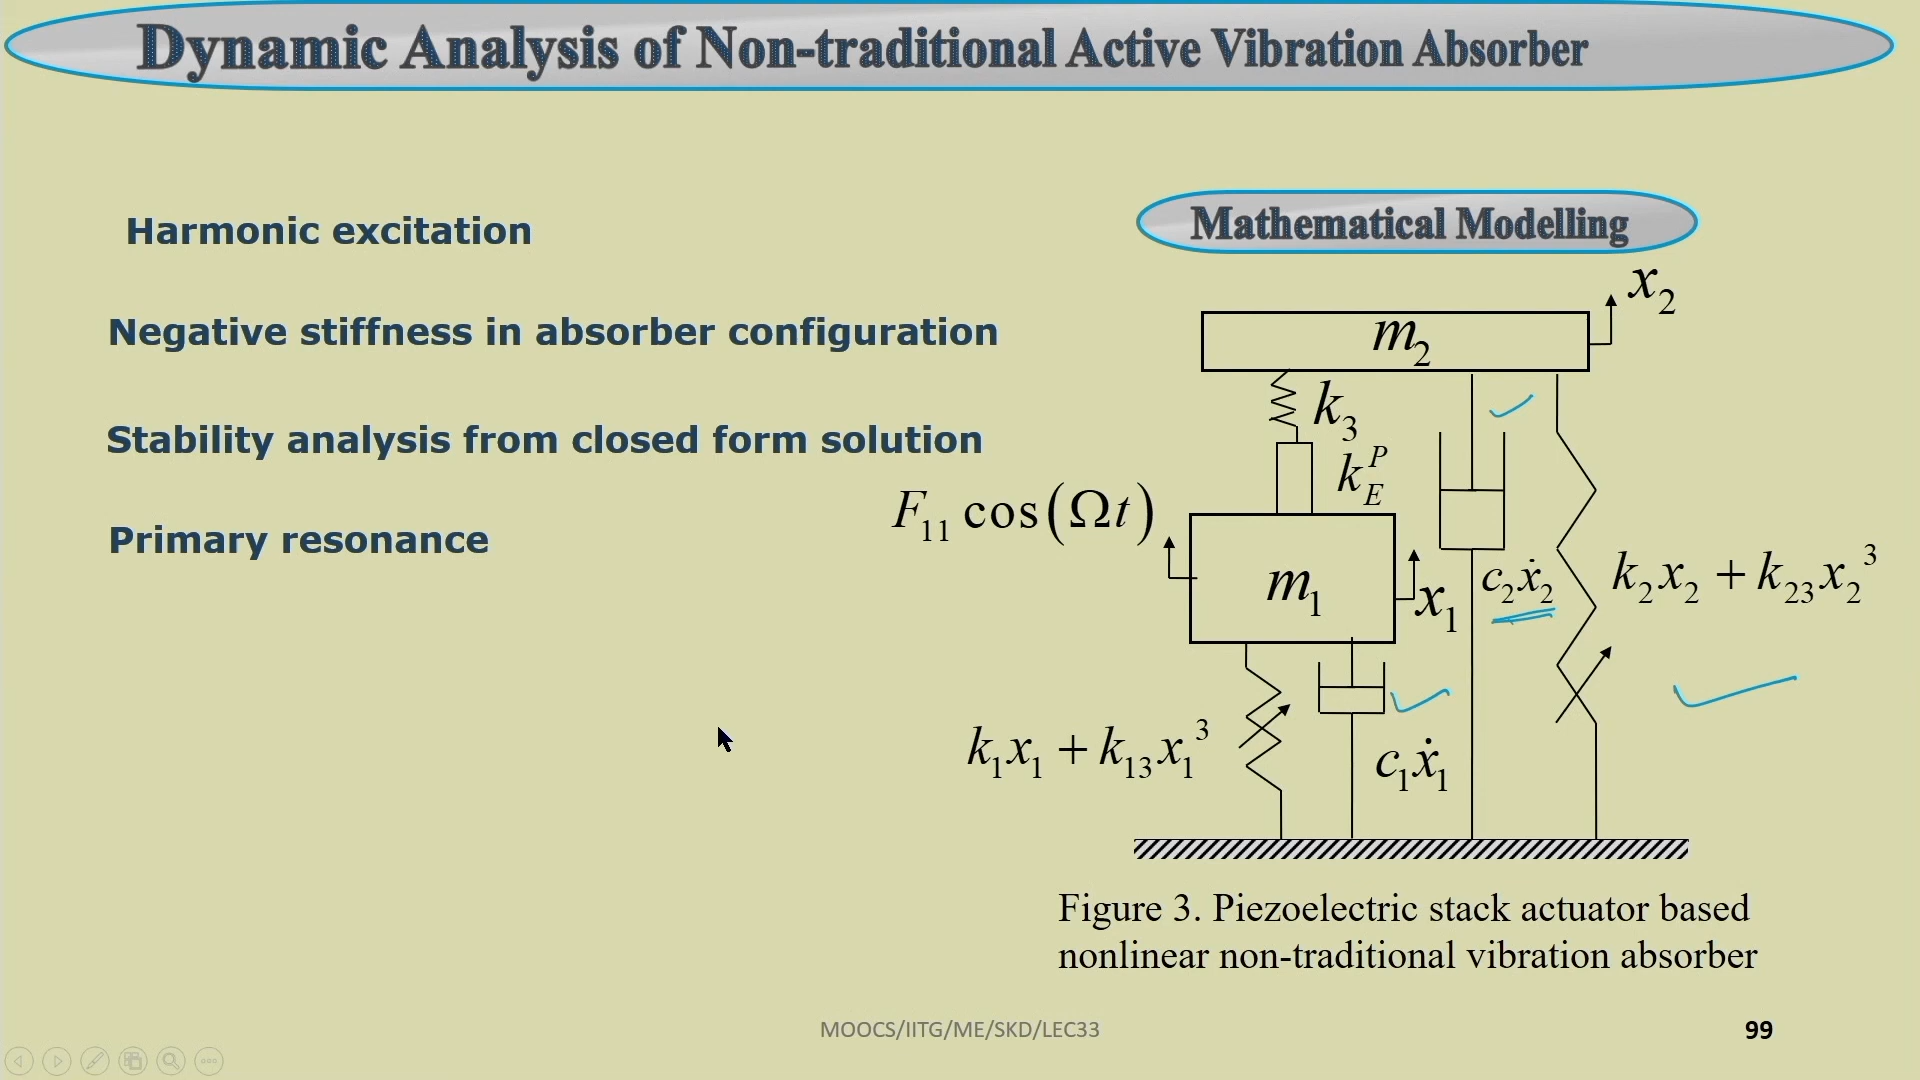 Dynamic Analysis of Non-traditional Active Vibration Absorber
Harmonic excitation
Negative stiffness in absorber configuration
Stability analysis from closed form solution
Primary resonance
Mathematical Modelling
x₂
m₂
k₃
k_E^P
F₁₁ cos(Ωt)
m₁
x₁
c₂ẋ₂
k₂x₂ + k₂₃x₂³
k₁x₁ + k₁₃x₁³
c₁ẋ₁
Figure 3. Piezoelectric stack actuator based
nonlinear non-traditional vibration absorber
MOOCS/IITG/ME/SKD/LEC33
99